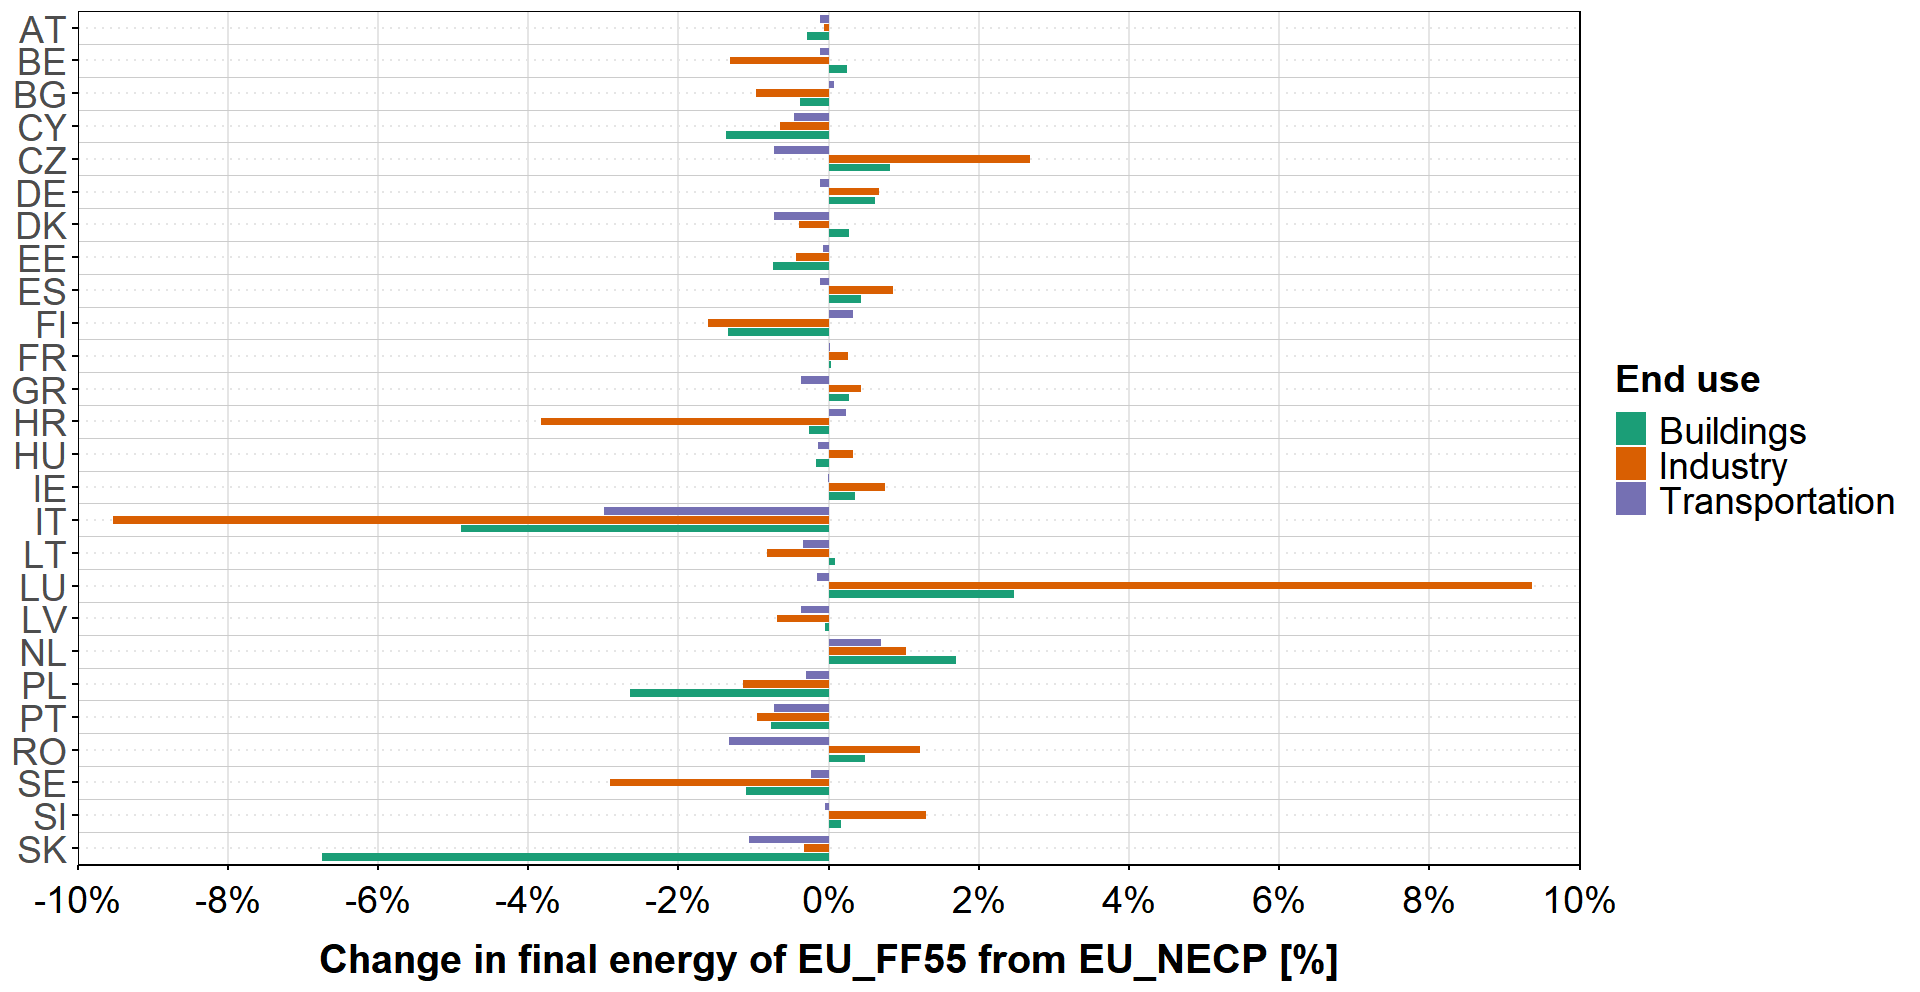 AT
BE
BG
CY
CZ
DE
DK
EE
ES
FI
FR
GR
HR
HU
IE
IT
LT
LU
LV
NL
PL
PT
RO
SE
SI
SK
-10% -8% -6% -4% -2% 0% 2% 4% 6% 8% 10%
Change in final energy of EU_FF55 from EU_NECP [%]
End use
Buildings
Industry
Transportation